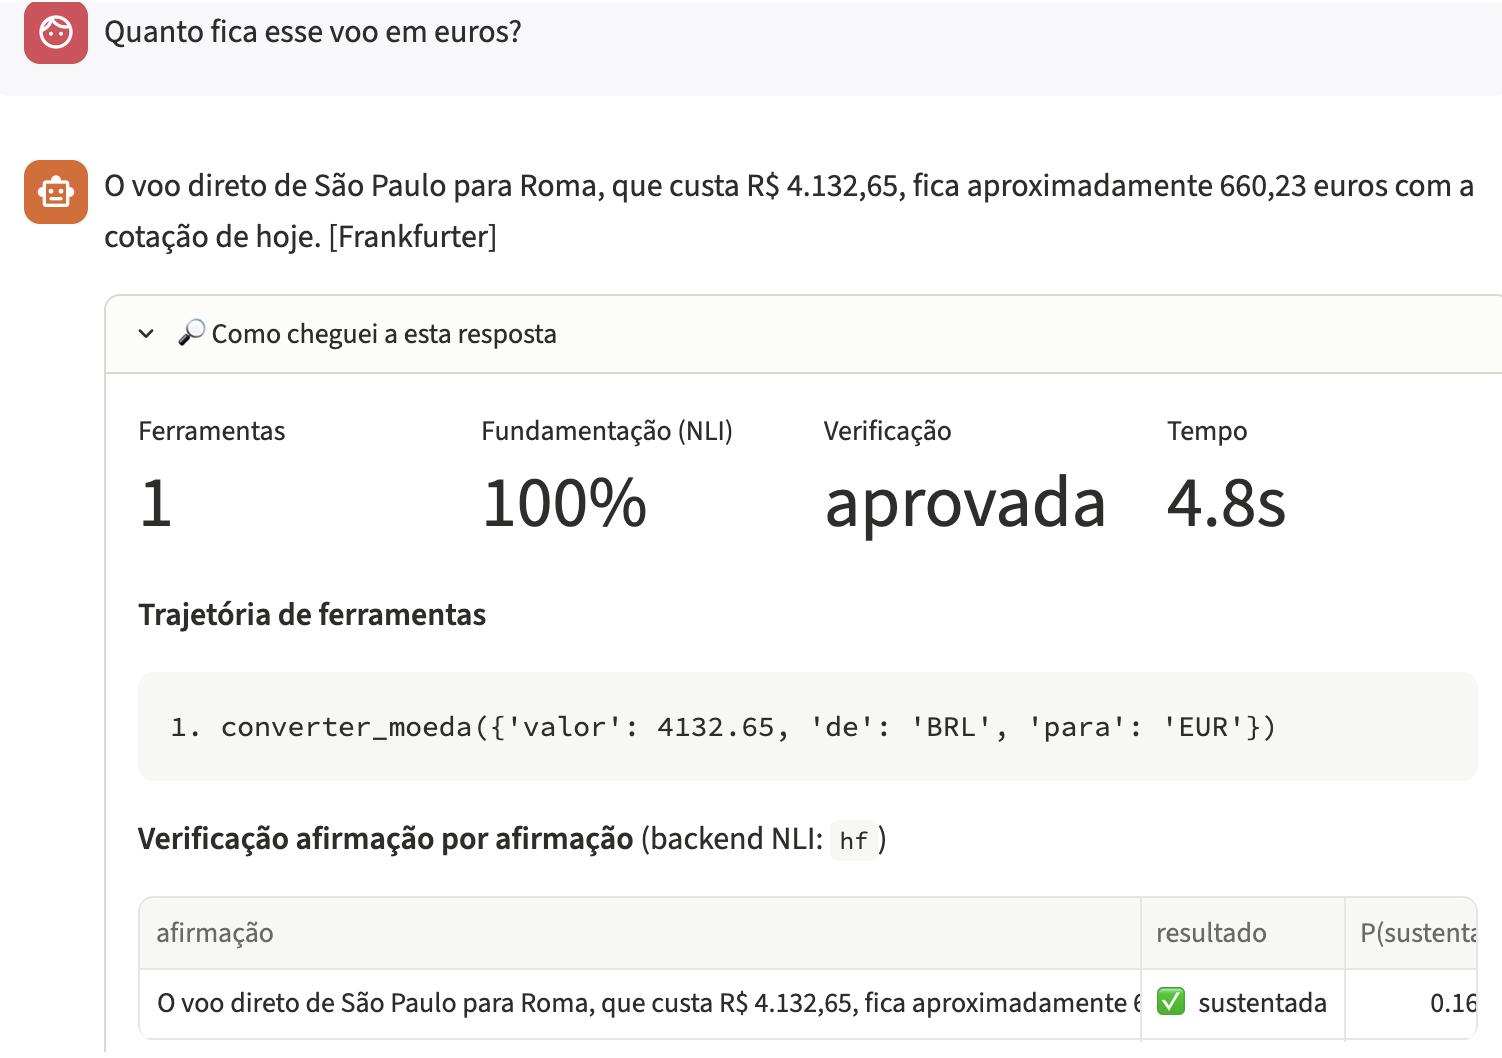 Quanto fica esse voo em euros?
O voo direto de São Paulo para Roma, que custa R$ 4.132,65, fica aproximadamente 660,23 euros com a
cotação de hoje. [Frankfurter]
🔎 Como cheguei a esta resposta
Ferramentas Fundamentação (NLI) Verificação Tempo
1 100% aprovada 4.8s
Trajetória de ferramentas
1. converter_moeda({'valor': 4132.65, 'de': 'BRL', 'para': 'EUR'})
Verificação afirmação por afirmação (backend NLI: hf)
afirmação resultado P(sustenta
O voo direto de São Paulo para Roma, que custa R$ 4.132,65, fica aproximadamente ✅ sustentada 0.16